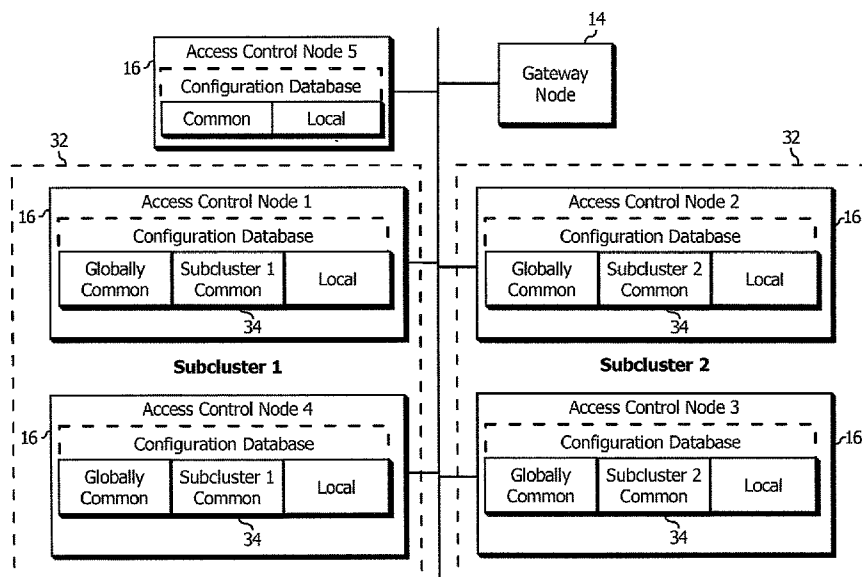 14
Access Control Node 5
16
Configuration Database
Common
Local
Gateway
Node
32
32
Access Control Node 1
16
Configuration Database
Globally
Common
Subcluster 1
Common
Local
34
Access Control Node 2
16
Configuration Database
Globally
Common
Subcluster 2
Common
Local
34
Subcluster 1
Subcluster 2
Access Control Node 4
16
Configuration Database
Globally
Common
Subcluster 1
Common
Local
34
Access Control Node 3
16
Configuration Database
Globally
Common
Subcluster 2
Common
Local
34